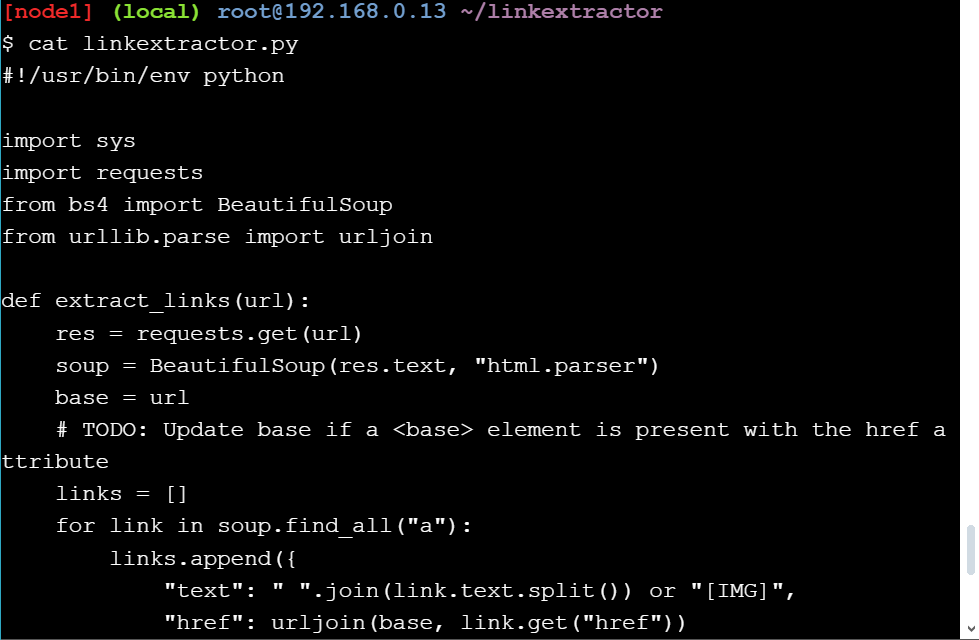 [node1] (local) root@192.168.0.13 ~/linkextractor
$ cat linkextractor.py
#!/usr/bin/env python

import sys
import requests
from bs4 import BeautifulSoup
from urllib.parse import urljoin

def extract_links(url):
    res = requests.get(url)
    soup = BeautifulSoup(res.text, "html.parser")
    base = url
    # TODO: Update base if a <base> element is present with the href a
ttribute
    links = []
    for link in soup.find_all("a"):
        links.append({
            "text": " ".join(link.text.split()) or "[IMG]",
            "href": urljoin(base, link.get("href"))